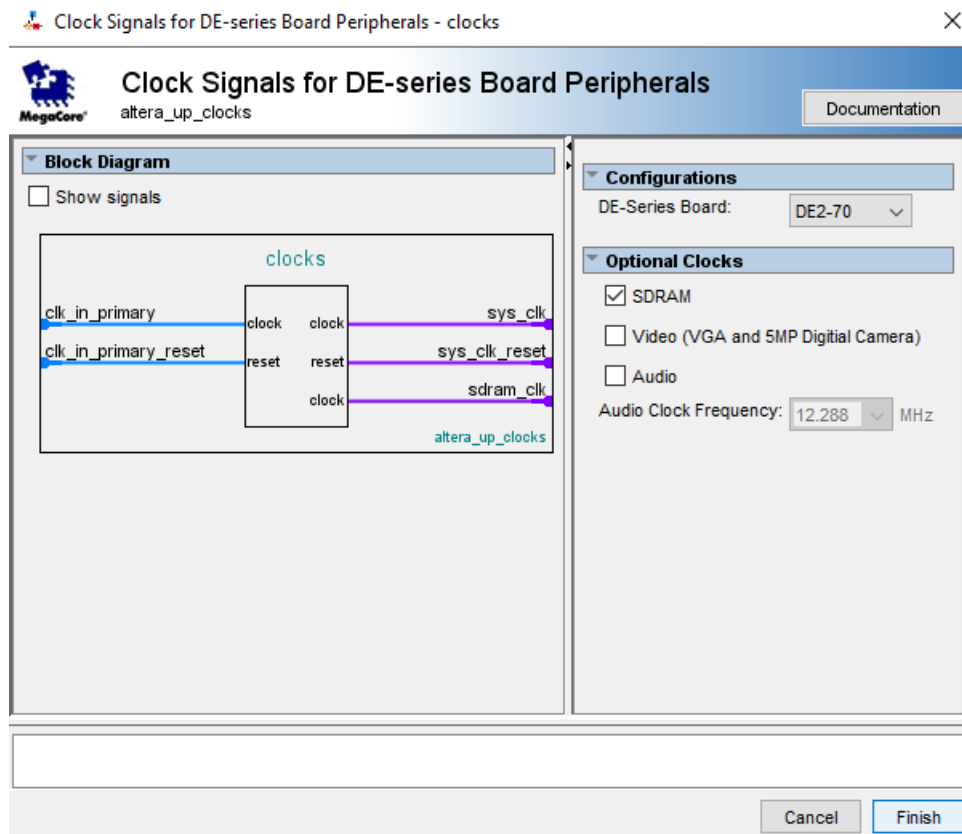 Clock Signals for DE-series Board Peripherals - clocks
MegaCore®
Clock Signals for DE-series Board Peripherals
altera_up_clocks
Documentation
Block Diagram
Show signals
clocks
clk_in_primary
clock
clock
sys_clk
clk_in_primary_reset
reset
reset
sys_clk_reset
clock
sdram_clk
altera_up_clocks
Configurations
DE-Series Board:
DE2-70
Optional Clocks
SDRAM
Video (VGA and 5MP Digitial Camera)
Audio
Audio Clock Frequency:
12.288
MHz
Cancel
Finish